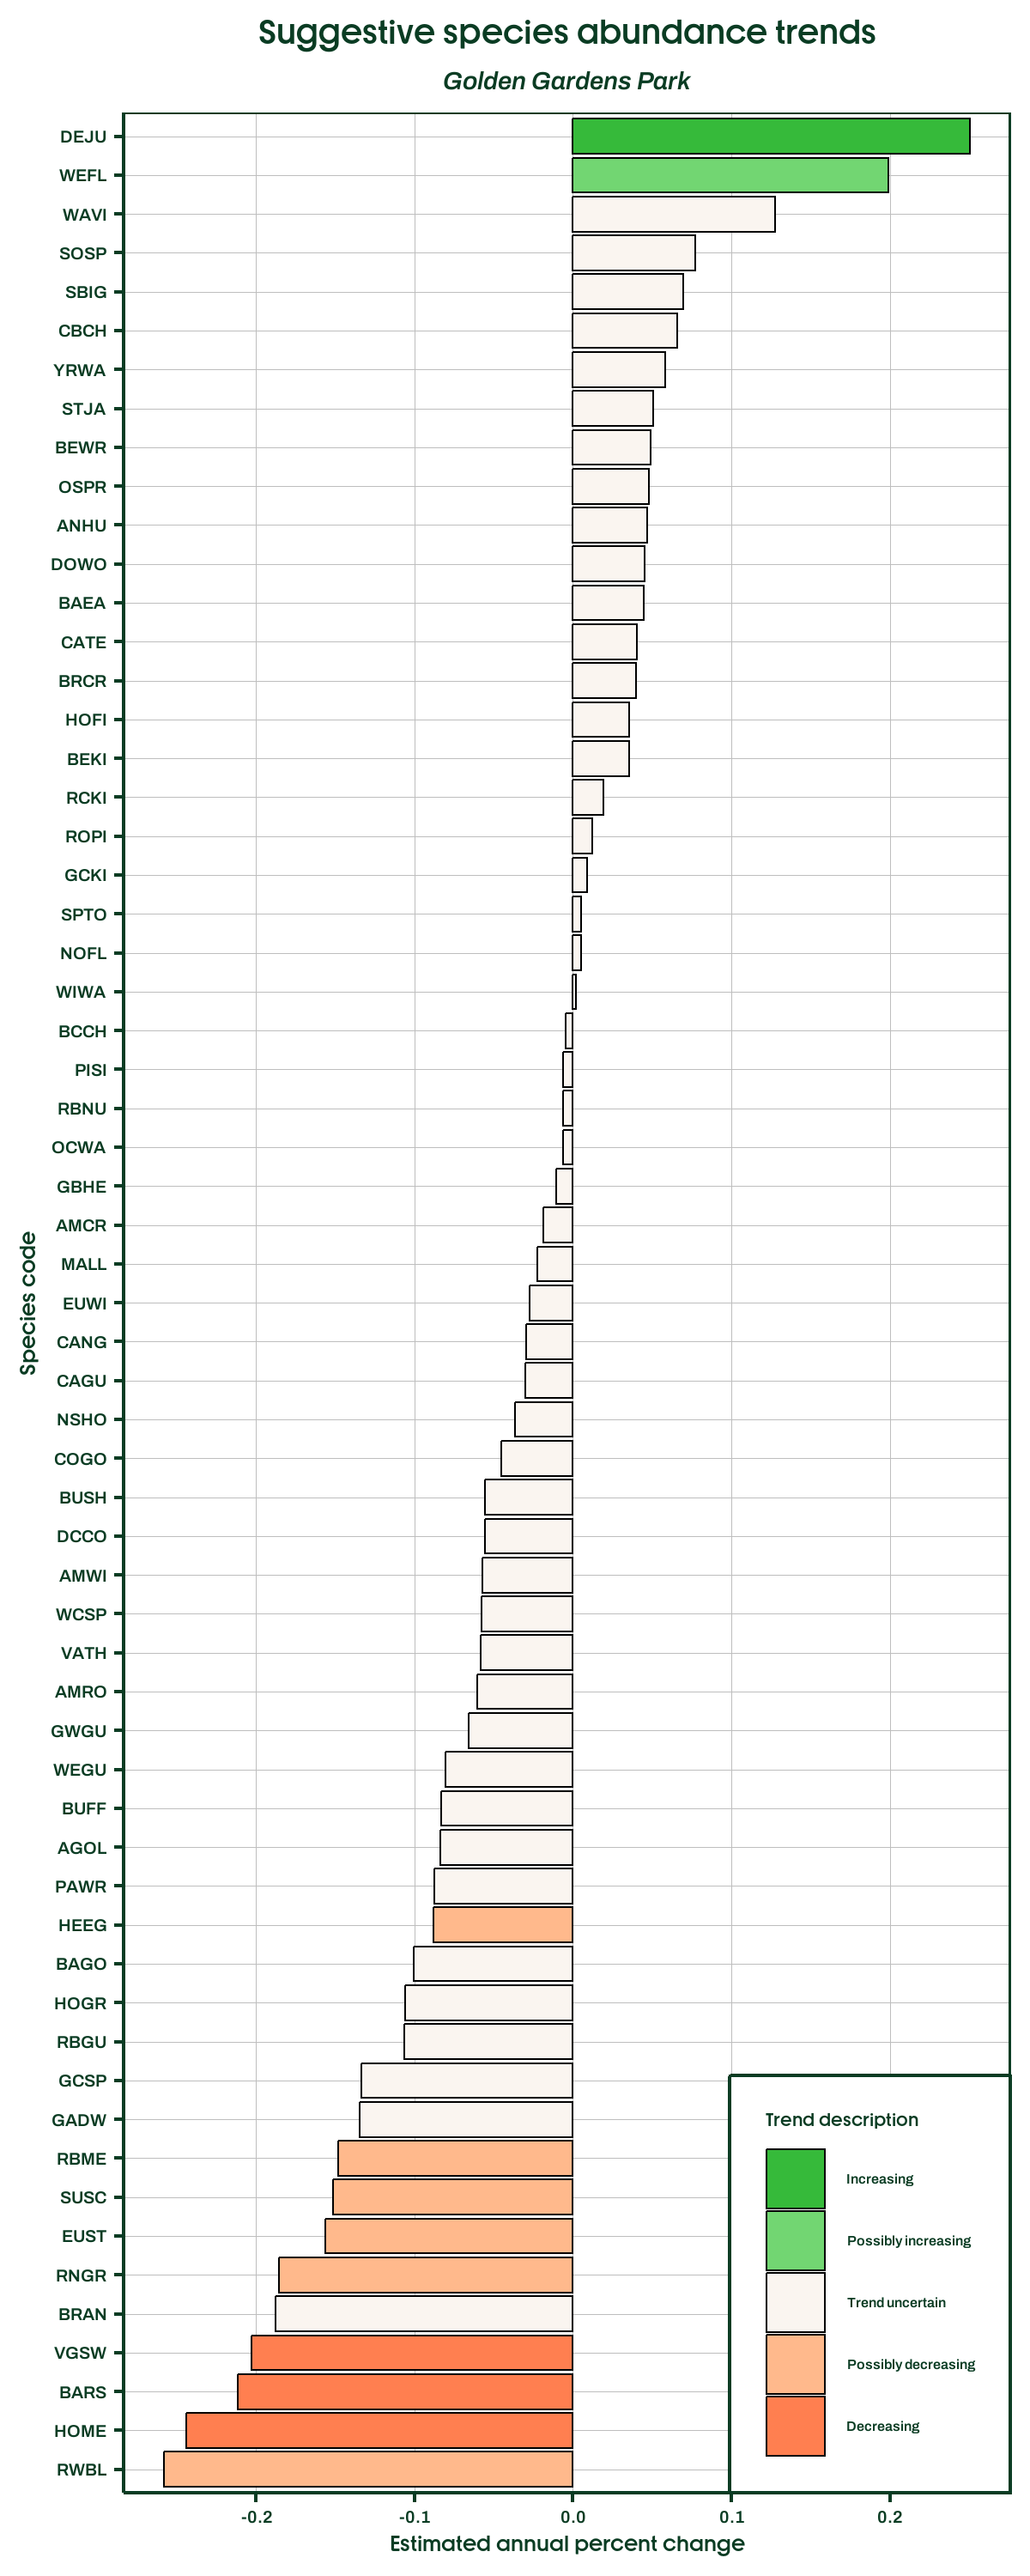 Suggestive species abundance trends
Golden Gardens Park
DEJU
WEFL
WAVI
SOSP
SBIG
CBCH
YRWA
STJA
BEWR
OSPR
ANHU
DOWO
BAEA
CATE
BRCR
HOFI
BEKI
RCKI
ROPI
GCKI
SPTO
NOFL
WIWA
BCCH
PISI
RBNU
OCWA
GBHE
AMCR
MALL
EUWI
CANG
CAGU
NSHO
COGO
BUSH
DCCO
AMWI
WCSP
VATH
AMRO
GWGU
WEGU
BUFF
AGOL
PAWR
HEEG
BAGO
HOGR
RBGU
GCSP
GADW
RBME
SUSC
EUST
RNGR
BRAN
VGSW
BARS
HOME
RWBL
Species code
Trend description
Increasing
Possibly increasing
Trend uncertain
Possibly decreasing
Decreasing
-0.2 -0.1 0.0 0.1 0.2
Estimated annual percent change